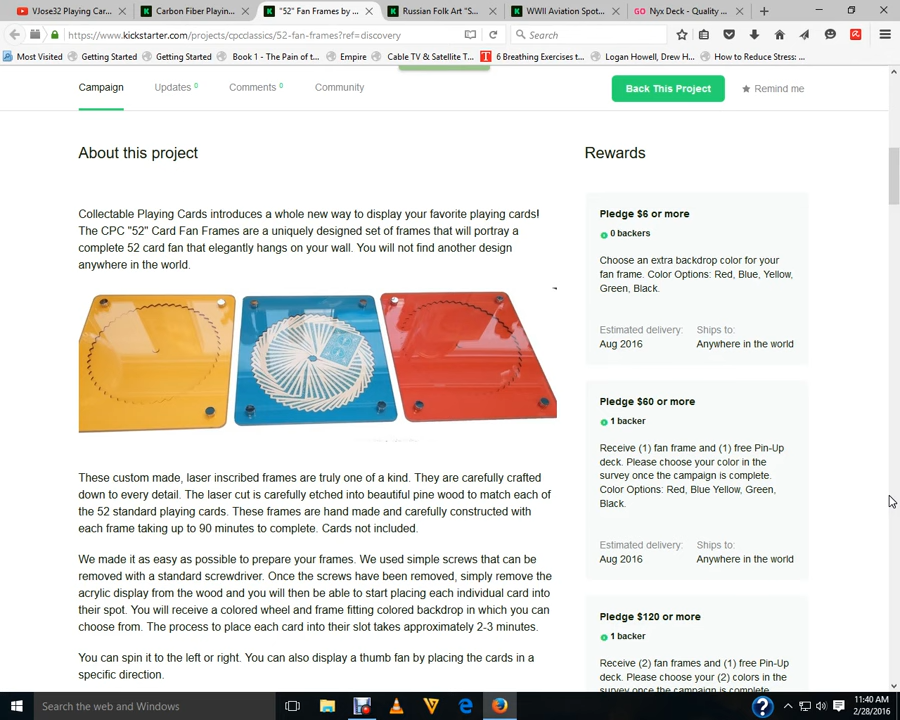 VJose32 Playing Car...
Carbon Fiber Playin...
"52" Fan Frames by ...
Russian Folk Art "S...
WWII Aviation Spot...
Nyx Deck - Quality ...
https://www.kickstarter.com/projects/cpcclassics/52-fan-frames?ref=discovery
Search
Most Visited
Getting Started
Getting Started
Book 1 - The Pain of t...
Empire
Cable TV & Satellite T...
6 Breathing Exercises t...
Logan Howell, Drew H...
How to Reduce Stress: ...
Campaign
Updates 0
Comments 0
Community
Back This Project
Remind me
About this project
Collectable Playing Cards introduces a whole new way to display your favorite playing cards!
The CPC "52" Card Fan Frames are a uniquely designed set of frames that will portray a
complete 52 card fan that elegantly hangs on your wall. You will not find another design
anywhere in the world.
These custom made, laser inscribed frames are truly one of a kind. They are carefully crafted
down to every detail. The laser cut is carefully etched into beautiful pine wood to match each of
the 52 standard playing cards. These frames are hand made and carefully constructed with
each frame taking up to 90 minutes to complete. Cards not included.
We made it as easy as possible to prepare your frames. We used simple screws that can be
removed with a standard screwdriver. Once the screws have been removed, simply remove the
acrylic display from the wood and you will then be able to start placing each individual card into
their spot. You will receive a colored wheel and frame fitting colored backdrop in which you can
choose from. The process to place each card into their slot takes approximately 2-3 minutes.
You can spin it to the left or right. You can also display a thumb fan by placing the cards in a
specific direction.
Rewards
Pledge $6 or more
0 backers
Choose an extra backdrop color for your
fan frame. Color Options: Red, Blue, Yellow,
Green, Black.
Estimated delivery:
Aug 2016
Ships to:
Anywhere in the world
Pledge $60 or more
1 backer
Receive (1) fan frame and (1) free Pin-Up
deck. Please choose your color in the
survey once the campaign is complete.
Color Options: Red, Blue Yellow, Green,
Black.
Estimated delivery:
Aug 2016
Ships to:
Anywhere in the world
Pledge $120 or more
1 backer
Receive (2) fan frames and (1) free Pin-Up
deck. Please choose your (2) colors in the
survey once the campaign is complete.
Search the web and Windows
11:40 AM
2/28/2016